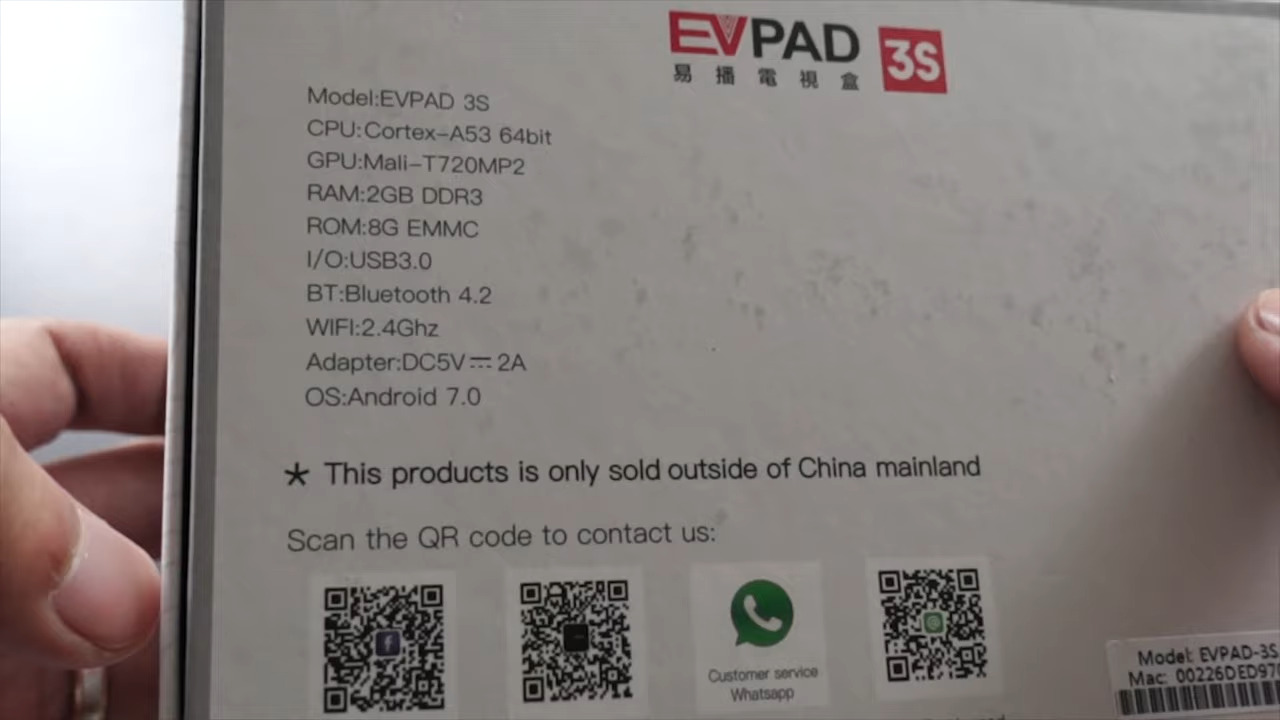 EVPAD 3S
易播電視盒
Model:EVPAD 3S
CPU:Cortex-A53 64bit
GPU:Mali-T720MP2
RAM:2GB DDR3
ROM:8G EMMC
I/O:USB3.0
BT:Bluetooth 4.2
WIFI:2.4Ghz
Adapter:DC5V⎓2A
OS:Android 7.0
* This products is only sold outside of China mainland
Scan the QR code to contact us:
Customer service
Whatsapp
Model: EVPAD-3S
Mac: 00226DED97